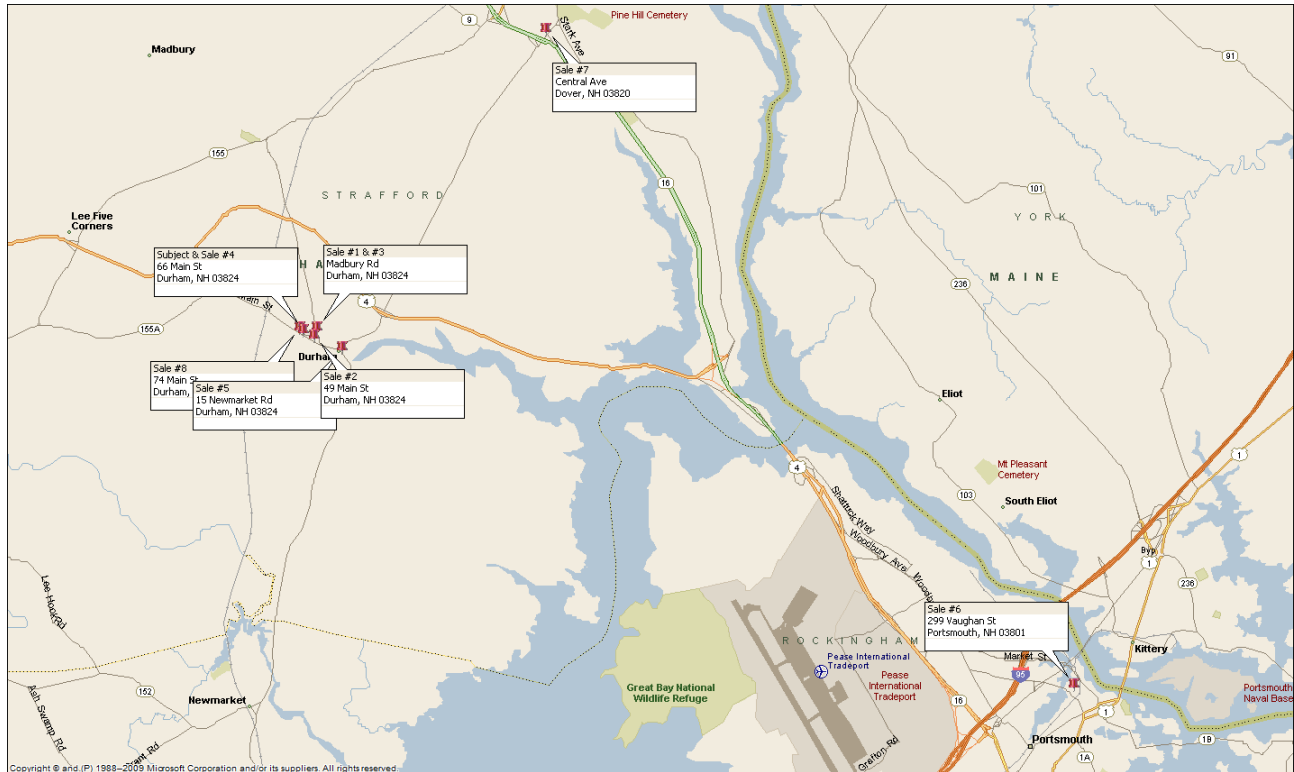 9
Stark Ave
Pine Hill Cemetery
Madbury
91
Sale #7
Central Ave
Dover, NH 03820
155
16
101
STRAFFORD
YORK
Lee Five
Corners
MAINE
236
Subject & Sale #4
66 Main St
Durham, NH 03824
HA
Sale #1 & #3
Madbury Rd
Durham, NH 03824
4
155A
Durham
Sale #8
74 Main St
Durham,
Sale #5
15 Newmarket Rd
Durham, NH 03824
Sale #2
49 Main St
Durham, NH 03824
Eliot
1
4
Mt Pleasant
Cemetery
103
South Eliot
Shattuck Way
Woodbury Ave
Byp
1
236
Lee Hook Rd
Sale #6
299 Vaughan St
Portsmouth, NH 03801
ROCKINGHAM
Market St
Kittery
95
Pease International
Tradeport
Pease
International
Tradeport
Great Bay National
Wildlife Refuge
Portsmouth
Naval Base
152
Newmarket
Ash Swamp Rd
Grant Rd
16
1
1B
Portsmouth
1A
Grafton Rd
Copyright © and (P) 1988–2009 Microsoft Corporation and/or its suppliers. All rights reserved.